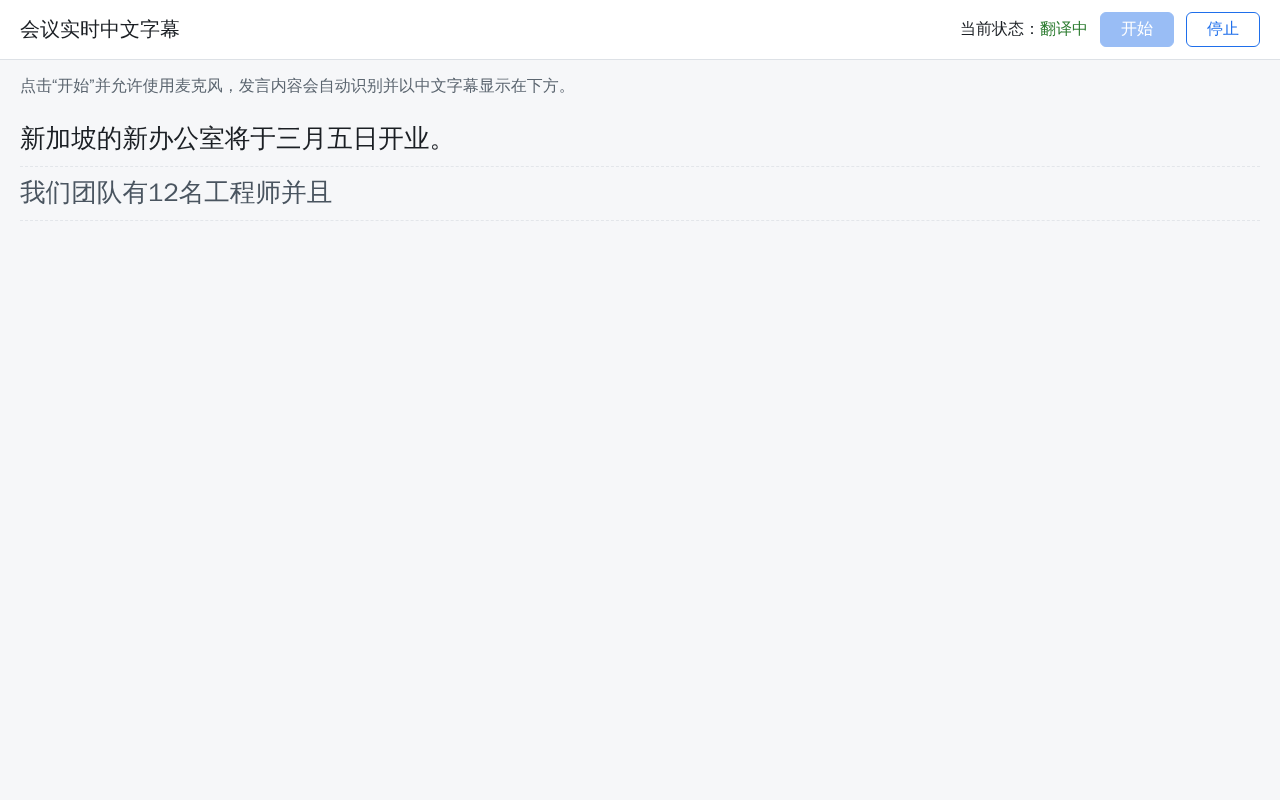 会议实时中文字幕
当前状态：翻译中 开始 停止
点击“开始”并允许使用麦克风，发言内容会自动识别并以中文字幕显示在下方。
新加坡的新办公室将于三月五日开业。
我们团队有12名工程师并且